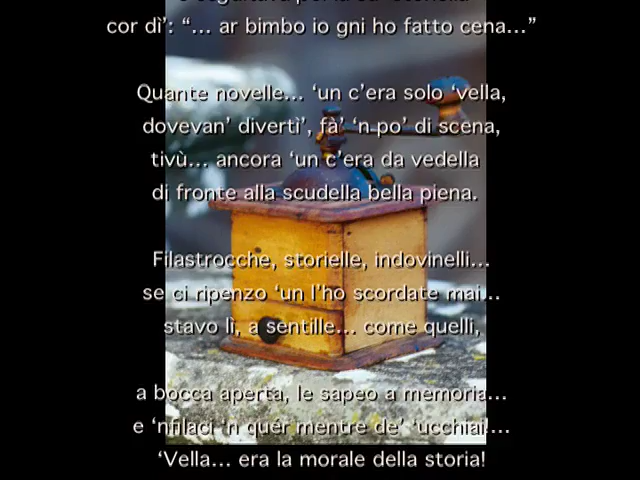 cor dì’: “... ar bimbo io gni ho fatto cena...”
Quante novelle... ‘un c’era solo ‘vella,
dovevan’ divertì’, fà’ ‘n po’ di scena,
tivù... ancora ‘un c’era da vedella
di fronte alla scudella bella piena.
Filastrocche, storielle, indovinelli...
se ci ripenzo ‘un l’ho scordate mai...
stavo lì, a sentille... come quelli,
a bocca aperta, le sapeo a memoria...
e ‘nfilaci ‘n quér mentre de’ ‘ucchiai!...
‘Vella... era la morale della storia!